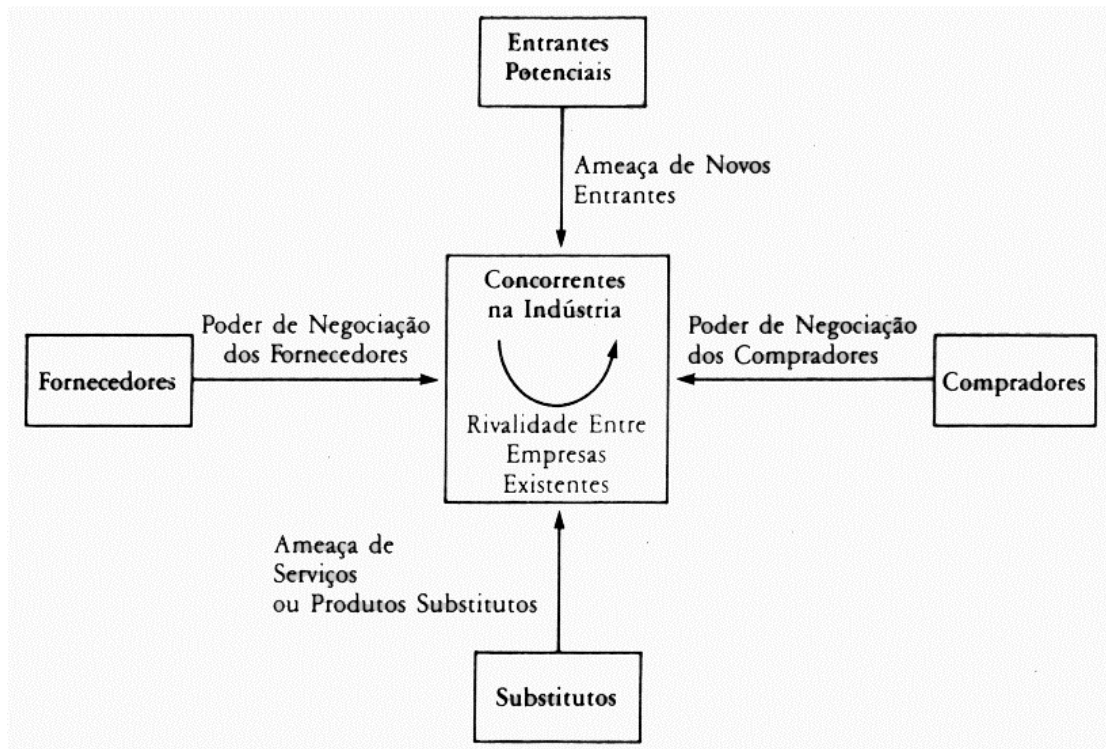 Entrantes
Potenciais
Ameaça de Novos
Entrantes
Concorrentes
na Indústria
Poder de Negociação
dos Fornecedores
Poder de Negociação
dos Compradores
Fornecedores
Compradores
Rivalidade Entre
Empresas
Existentes
Ameaça de
Serviços
ou Produtos Substitutos
Substitutos